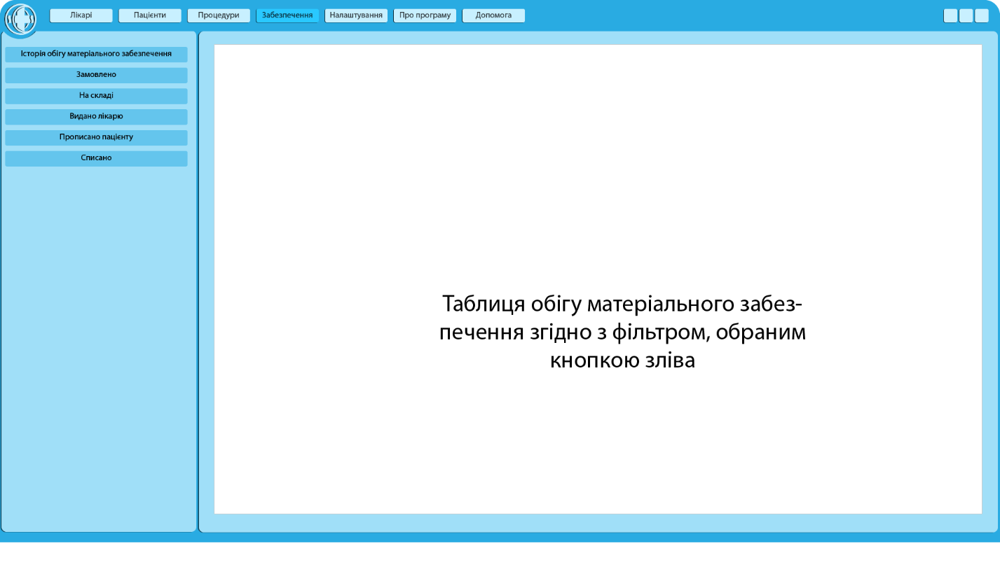 Лікарі
Пацієнти
Процедури
Забезпечення
Налаштування
Про програму
Допомога
Історія обігу матеріального забезпечення
Замовлено
На складі
Видано лікарю
Прописано пацієнту
Списано
Таблиця обігу матеріального забез-
печення згідно з фільтром, обраним
кнопкою зліва